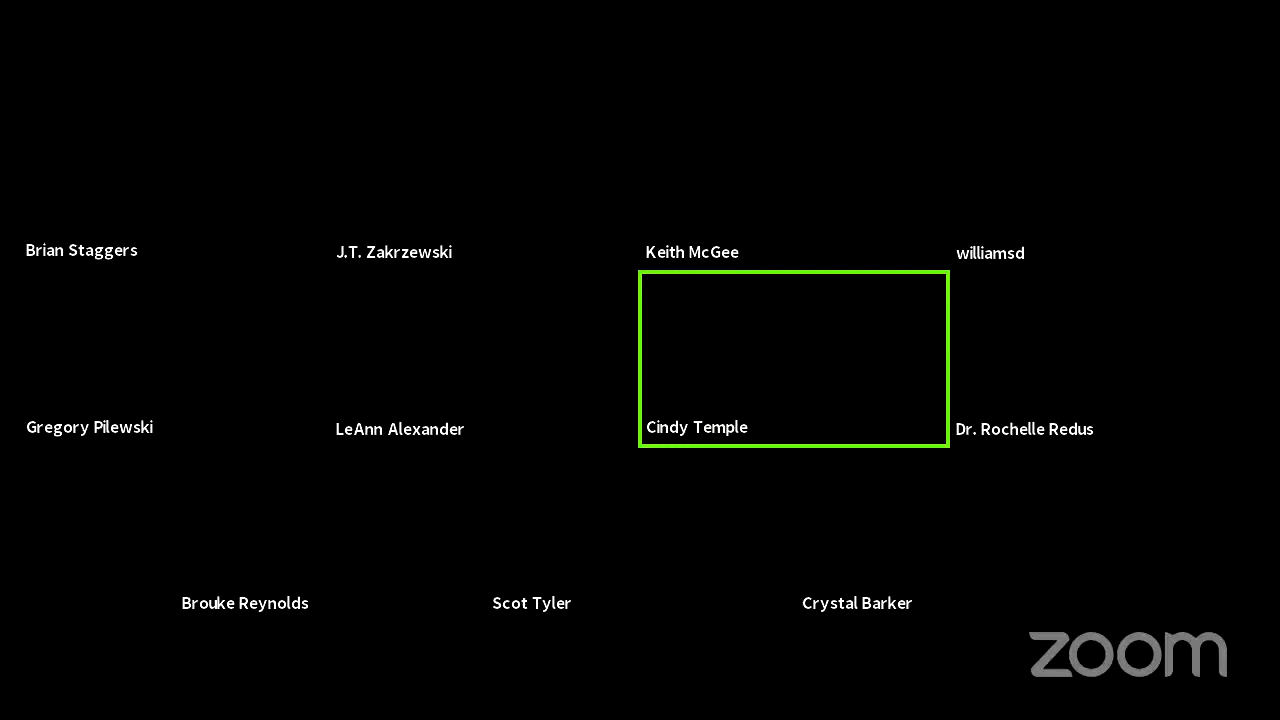 Brian Staggers
J.T. Zakrzewski
Keith McGee
williamsd
Gregory Pilewski
LeAnn Alexander
Cindy Temple
Dr. Rochelle Redus
Brouke Reynolds
Scot Tyler
Crystal Barker
zoom